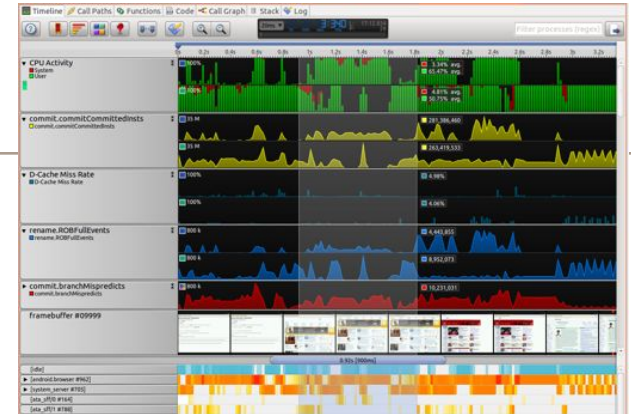 Timeline Call Paths Functions Code Call Graph Stack Log
Filter processes (regex)
0.2s 0.4s 0.6s 0.8s 1s 1.2s 1.4s 1.6s 1.8s 2s 2.2s 2.4s 2.6s 2.8s 3s 3.2s
CPU Activity
System
User
100%
3.34% avg.
65.47% avg.
100%
4.81% avg.
50.75% avg.
commit.commitCommittedInsts
commit.commitCommittedInsts
35 M
281,386,460
35 M
263,419,533
D-Cache Miss Rate
D-Cache Miss Rate
100%
4.98%
100%
4.06%
rename.ROBFullEvents
rename.ROBFullEvents
800 k
4,443,855
800 k
8,952,073
commit.branchMispredicts
commit.branchMispredicts
800 k
10,231,031
framebuffer #09999
0.92s [900ms]
[idle]
[android.browser #962]
[system_server #705]
[ata_sff/0 #164]
[ata_sff/1 #188]